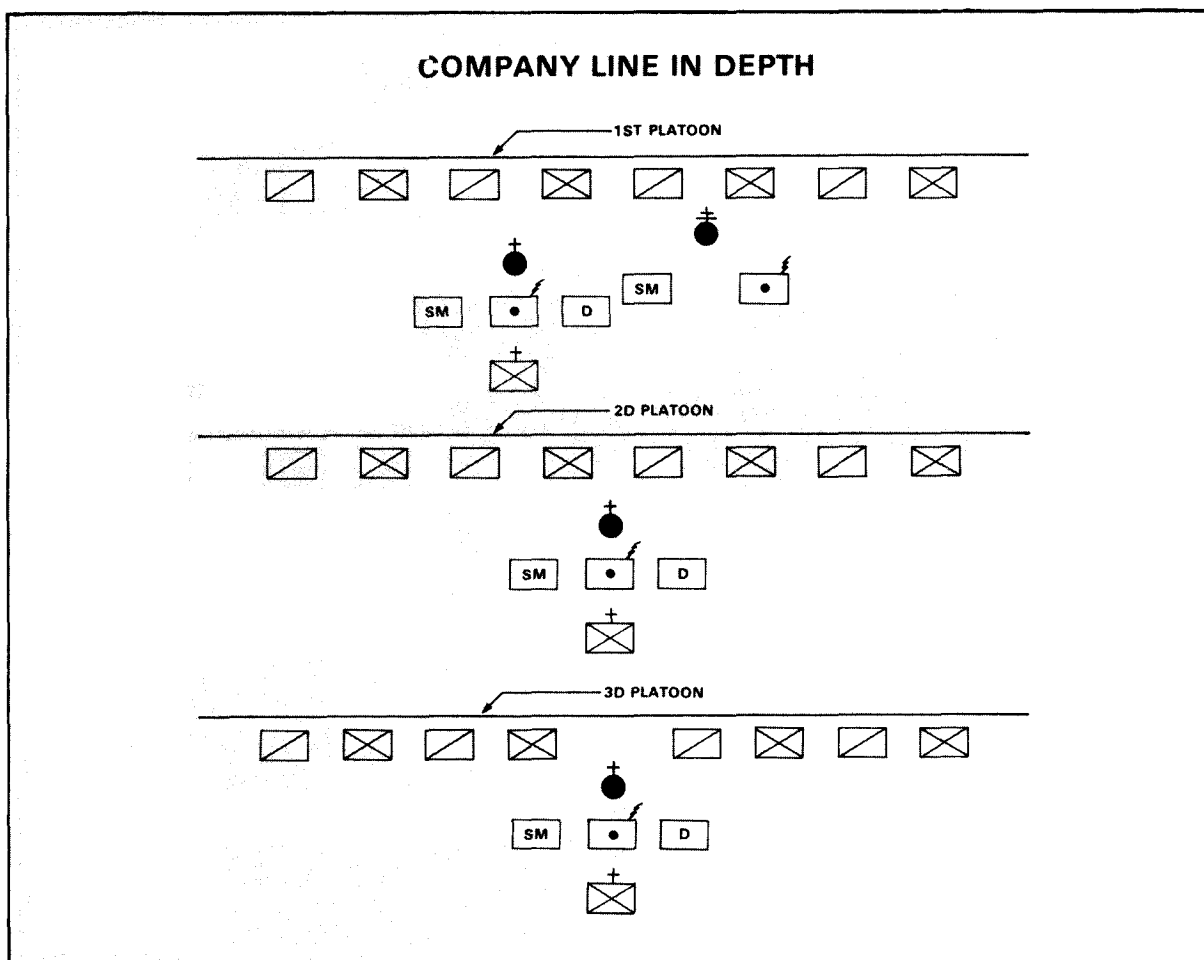 COMPANY LINE IN DEPTH
1ST PLATOON
SM
SM D
2D PLATOON
SM D
3D PLATOON
SM D